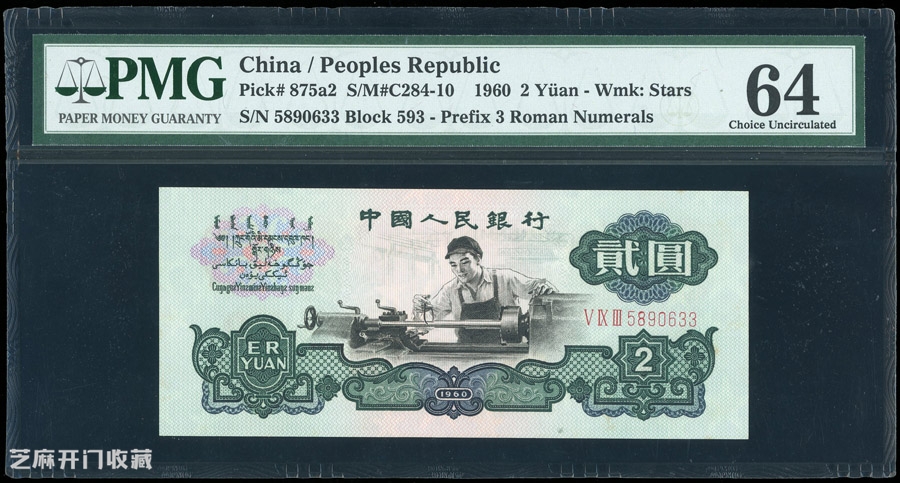 PMG
PAPER MONEY GUARANTY
China / Peoples Republic
Pick# 875a2 S/M#C284-10 1960 2 Yüan - Wmk: Stars
S/N 5890633 Block 593 - Prefix 3 Roman Numerals
64
Choice Uncirculated
中國人民銀行
貳圓
V IX III 5890633
ER
YUAN
1960
2
芝麻开门收藏